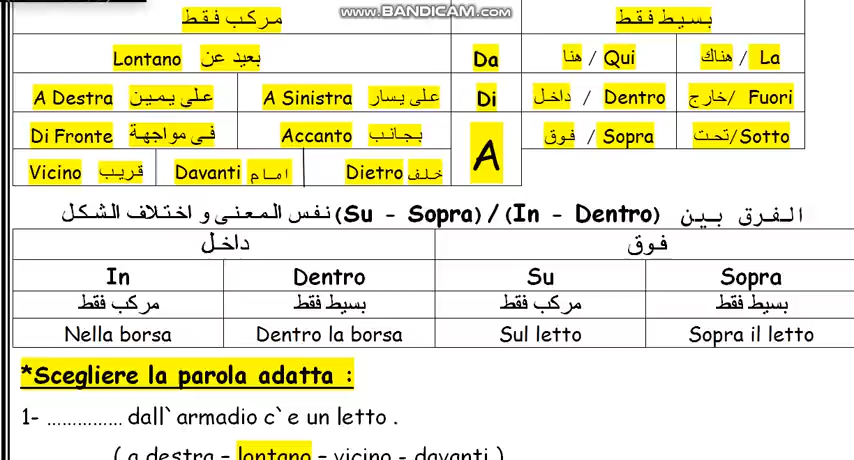 WWW.BANDICAM.COM
مركب فقط بسيط فقط
Lontano بعيد عن Da هنا / Qui هناك / La
A Destra على يمين A Sinistra على يسار Di داخل / Dentro خارج/ Fuori
Di Fronte فى مواجهة Accanto بجانب A فوق / Sopra تحت/Sotto
Vicino قريب Davanti امام Dietro خلف
الفرق بين (Su - Sopra)/(In - Dentro) نفس المعنى و اختلاف الشكل
داخل فوق
In Dentro Su Sopra
مركب فقط بسيط فقط مركب فقط بسيط فقط
Nella borsa Dentro la borsa Sul letto Sopra il letto
*Scegliere la parola adatta :
1- ............... dall`armadio c`e un letto .
( a destra – lontano – vicino - davanti )